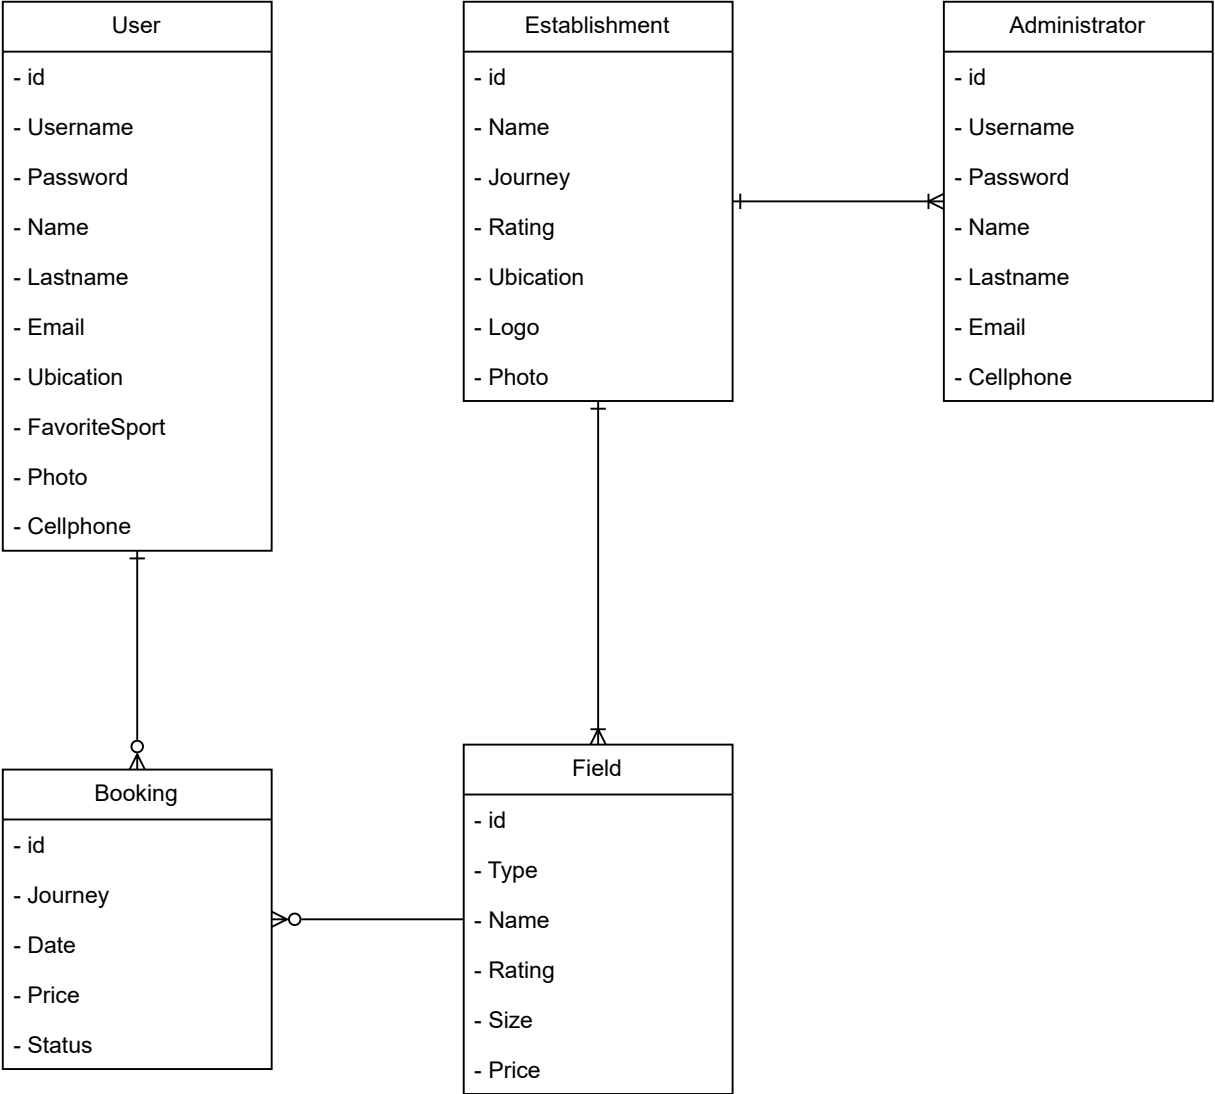 User
- id
- Username
- Password
- Name
- Lastname
- Email
- Ubication
- FavoriteSport
- Photo
- Cellphone
Establishment
- id
- Name
- Journey
- Rating
- Ubication
- Logo
- Photo
Administrator
- id
- Username
- Password
- Name
- Lastname
- Email
- Cellphone
Booking
- id
- Journey
- Date
- Price
- Status
Field
- id
- Type
- Name
- Rating
- Size
- Price